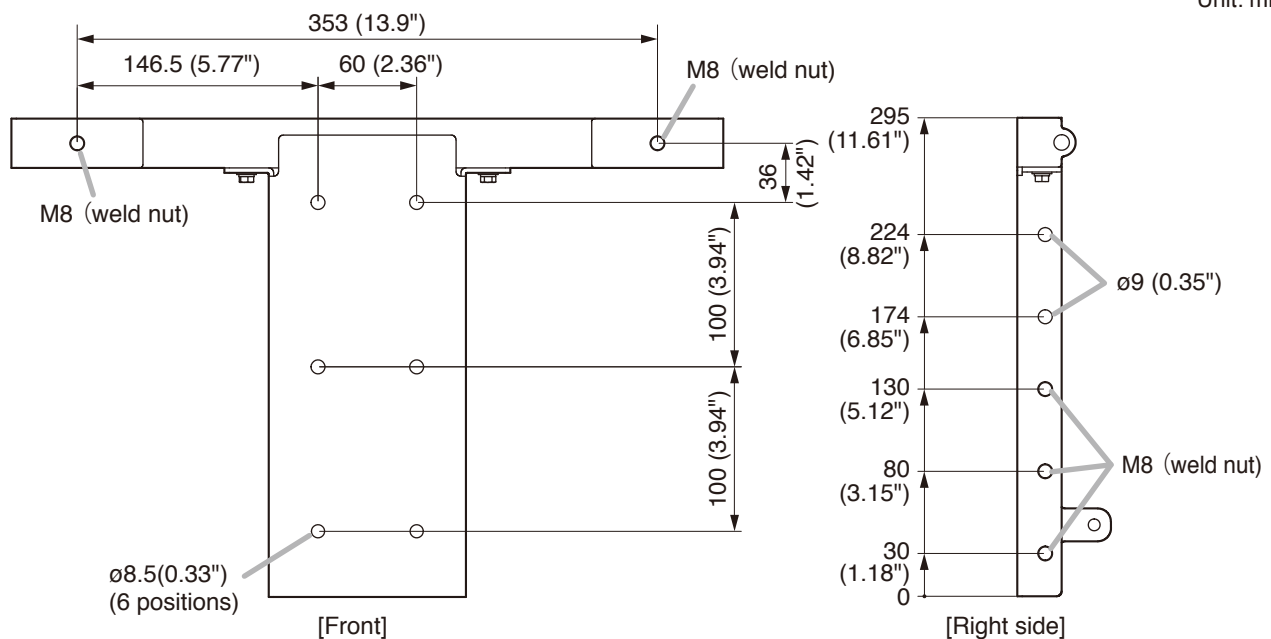 Unit: m
353 (13.9")
146.5 (5.77")
60 (2.36")
M8 (weld nut)
M8 (weld nut)
36
(1.42")
100 (3.94")
100 (3.94")
ø8.5(0.33")
(6 positions)
[Front]
295
(11.61")
224
(8.82")
174
(6.85")
130
(5.12")
80
(3.15")
30
(1.18")
0
ø9 (0.35")
M8 (weld nut)
[Right side]